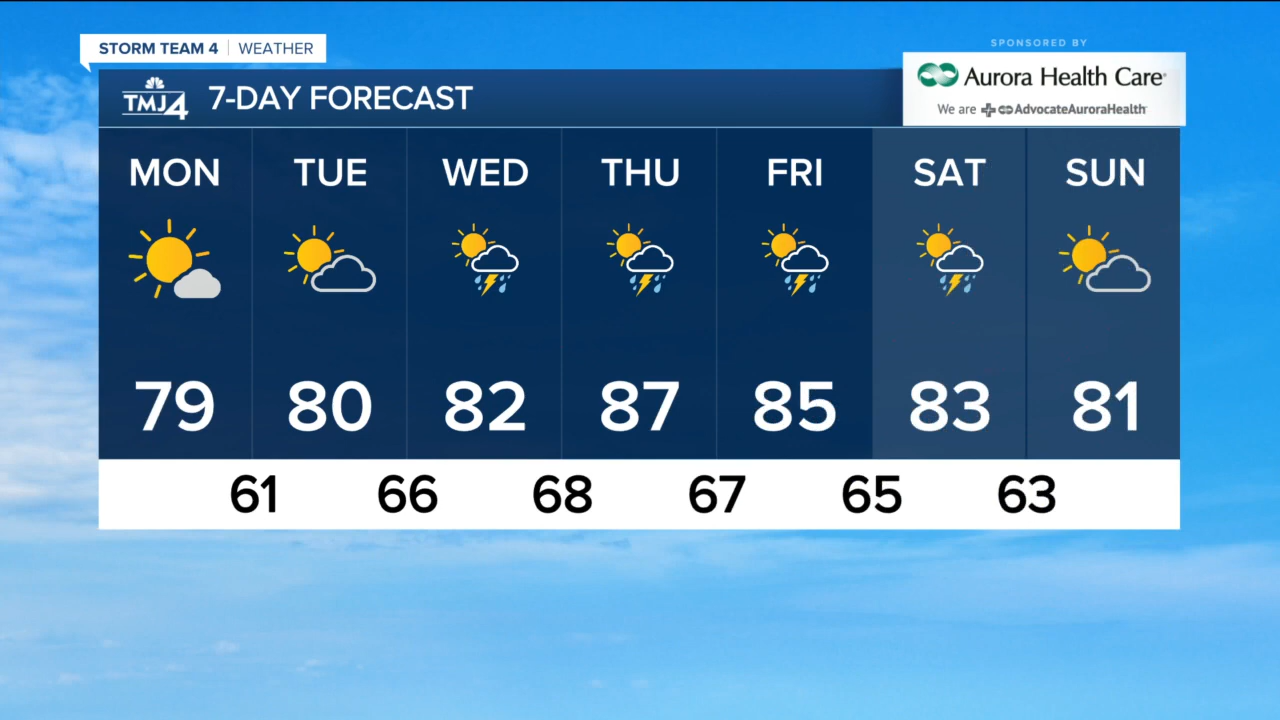 STORM TEAM 4 | WEATHER
SPONSORED BY
Aurora Health Care®
We are AdvocateAuroraHealth
TMJ4 7-DAY FORECAST
MON TUE WED THU FRI SAT SUN
79 80 82 87 85 83 81
61 66 68 67 65 63